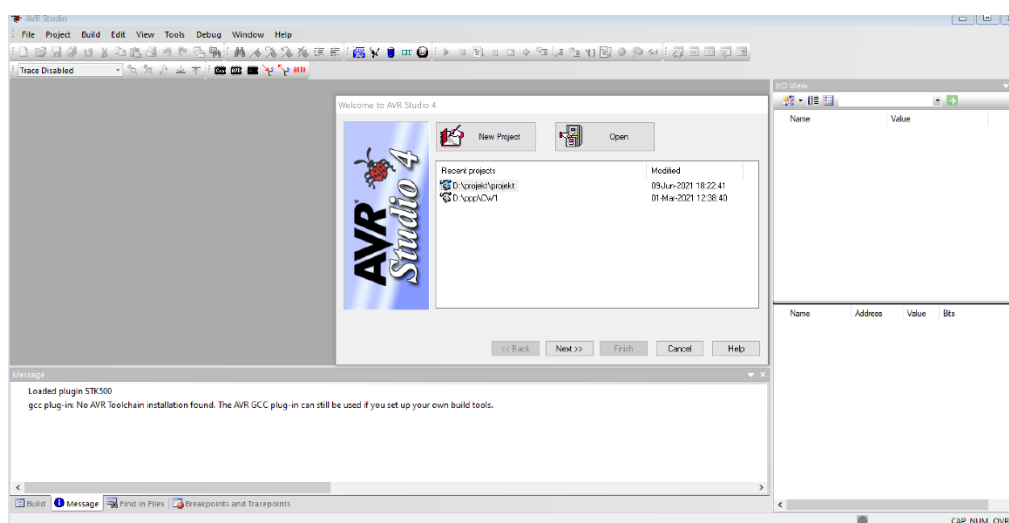 AVR Studio
File Project Build Edit View Tools Debug Window Help
Trace Disabled
I/O View
Name Value
Welcome to AVR Studio 4
AVR Studio 4
New Project
Open
Recent projects Modified
D:\projekt\projekt 09-Jun-2021 18:22:41
D:\ppp\CW1 01-Mar-2021 12:38:40
<< Back Next >> Finish Cancel Help
Name Address Value Bits
Message
Loaded plugin STK500
gcc plug-in: No AVR Toolchain installation found. The AVR GCC plug-in can still be used if you set up your own build tools.
Build Message Find in Files Breakpoints and Tracepoints
CAP NUM OVR